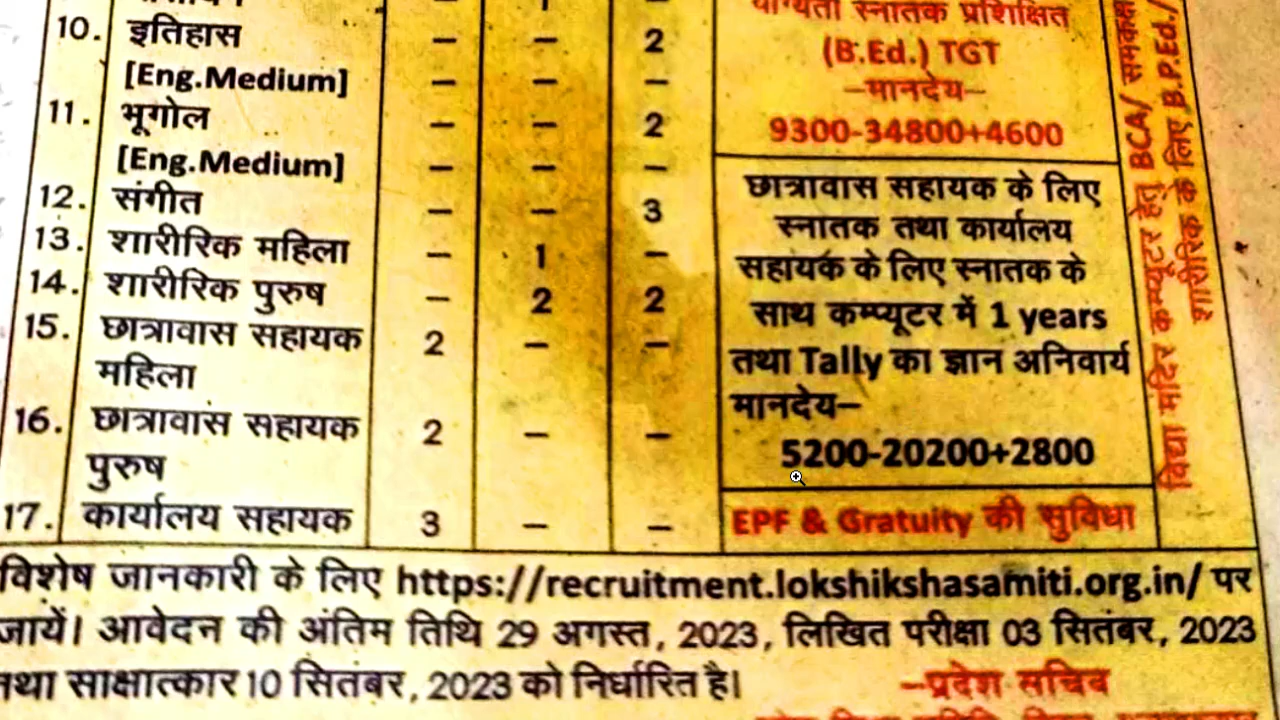 10. इतिहास – – 2
[Eng.Medium] – – –
11. भूगोल – – 2
[Eng.Medium] – – –
12. संगीत – – 3
13. शारीरिक महिला – 1 –
14. शारीरिक पुरुष – 2 2
15. छात्रावास सहायक 2 – –
महिला
16. छात्रावास सहायक 2 – –
पुरुष
17. कार्यालय सहायक 3 – –
योग्यता स्नातक प्रशिक्षित
(B.Ed.) TGT
–मानदेय–
9300-34800+4600
छात्रावास सहायक के लिए
स्नातक तथा कार्यालय
सहायक के लिए स्नातक के
साथ कम्प्यूटर में 1 years
तथा Tally का ज्ञान अनिवार्य
मानदेय–
5200-20200+2800
EPF & Gratuity की सुविधा
विद्या मंदिर कम्प्यूटर हेतु BCA/ समकक्ष
शारीरिक के लिए B.P.Ed./
विशेष जानकारी के लिए https://recruitment.lokshikshasamiti.org.in/ पर
जायें। आवेदन की अंतिम तिथि 29 अगस्त, 2023, लिखित परीक्षा 03 सितंबर, 2023
तथा साक्षात्कार 10 सितंबर, 2023 को निर्धारित है।
–प्रदेश सचिव